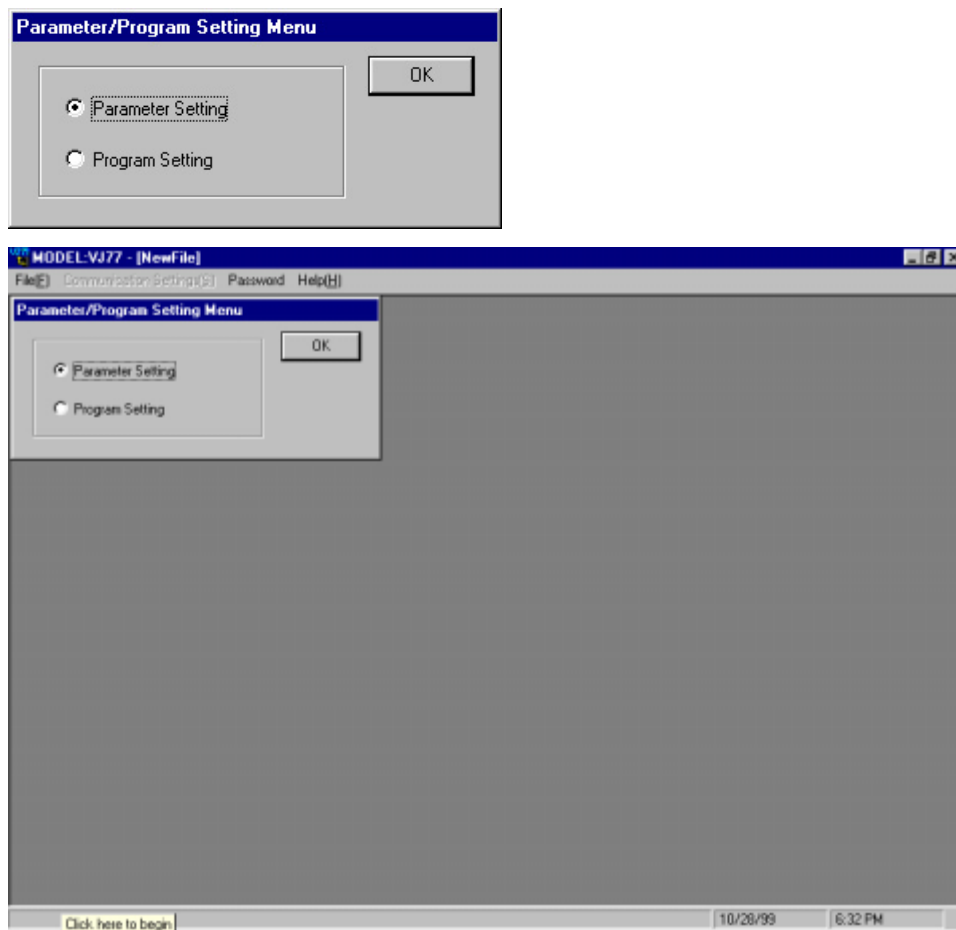 Parameter/Program Setting Menu
OK
Parameter Setting
Program Setting
MODEL:VJ77 - [NewFile]
File(F) Communication Settings(S) Password Help(H)
Parameter/Program Setting Menu
OK
Parameter Setting
Program Setting
10/28/99 6:32 PM
Click here to begin